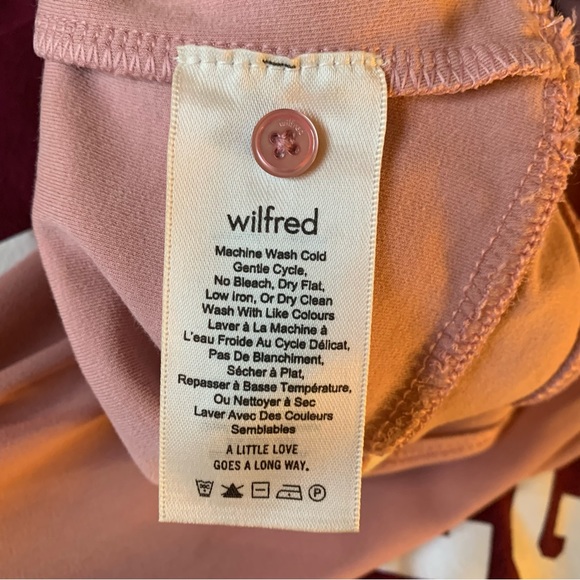 wilfred
Machine Wash Cold
Gentle Cycle,
No Bleach, Dry Flat,
Low iron, Or Dry Clean
Wash With Like Colours
Laver à La Machine à
L'eau Froide Au Cycle Délicat,
Pas De Blanchiment,
Sécher à Plat,
Repasser à Basse Température,
Ou Nettoyer à Sec
Laver Avec Des Couleurs
Semblables
A LITTLE LOVE
GOES A LONG WAY.